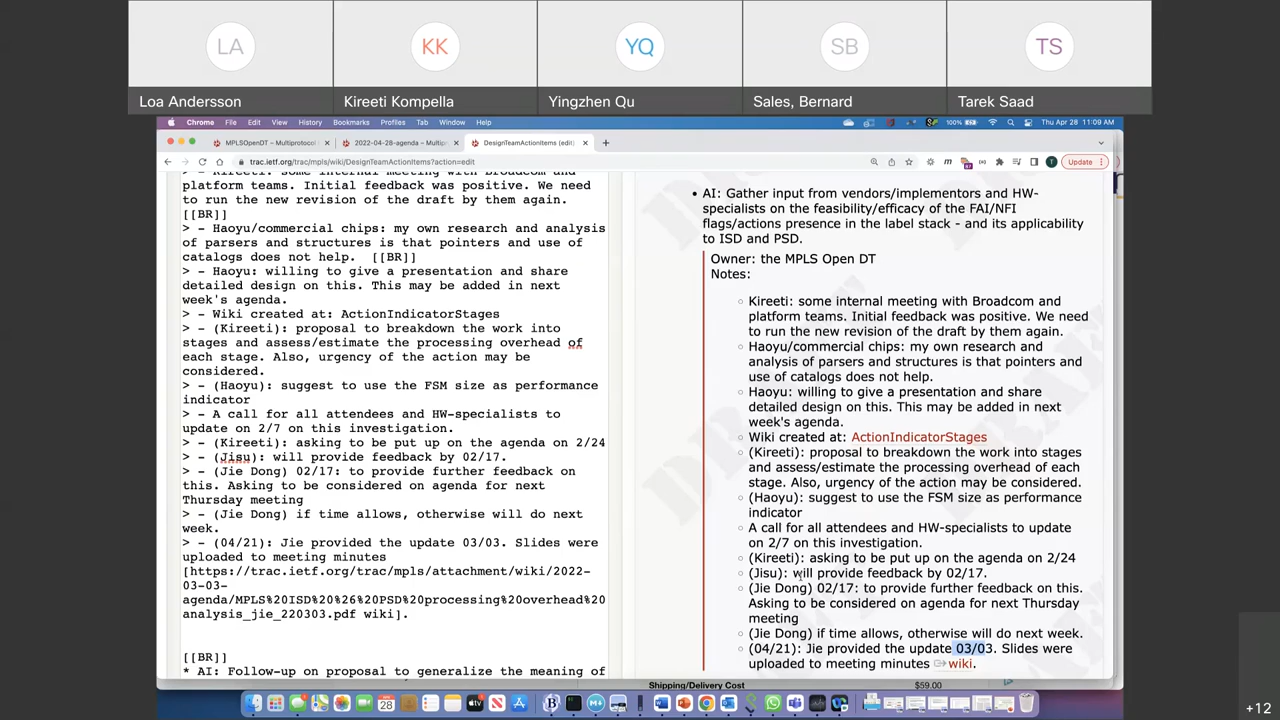 LA
KK
YQ
SB
TS
Loa Andersson
Kireeti Kompella
Yingzhen Qu
Sales, Bernard
Tarek Saad
Chrome File Edit View History Bookmarks Profiles Tab Window Help
100%
Thu Apr 28 11:09 AM
MPLSOpenDT – Multiprotocol
2022-04-28-agenda – Multipr
DesignTeamActionItems (edit)
trac.ietf.org/trac/mpls/wiki/DesignTeamActionItems?action=edit
Update
> - Kireeti: some internal meeting with Broadcom and
platform teams. Initial feedback was positive. We need
to run the new revision of the draft by them again.
[[BR]]
> - Haoyu/commercial chips: my own research and analysis
of parsers and structures is that pointers and use of
catalogs does not help. [[BR]]
> - Haoyu: willing to give a presentation and share
detailed design on this. This may be added in next
week's agenda.
> - Wiki created at: ActionIndicatorStages
> - (Kireeti): proposal to breakdown the work into
stages and assess/estimate the processing overhead of
each stage. Also, urgency of the action may be
considered.
> - (Haoyu): suggest to use the FSM size as performance
indicator
> - A call for all attendees and HW-specialists to
update on 2/7 on this investigation.
> - (Kireeti): asking to be put up on the agenda on 2/24
> - (Jisu): will provide feedback by 02/17.
> - (Jie Dong) 02/17: to provide further feedback on
this. Asking to be considered on agenda for next
Thursday meeting
> - (Jie Dong) if time allows, otherwise will do next
week.
> - (04/21): Jie provided the update 03/03. Slides were
uploaded to meeting minutes
[https://trac.ietf.org/trac/mpls/attachment/wiki/2022-
03-03-
agenda/MPLS%20ISD%20%26%20PSD%20processing%20overhead%20
analysis_jie_220303.pdf wiki].
[[BR]]
* AI: Follow-up on proposal to generalize the meaning of
• AI: Gather input from vendors/implementors and HW-
specialists on the feasibility/efficacy of the FAI/NFI
flags/actions presence in the label stack - and its applicability
to ISD and PSD.
Owner: the MPLS Open DT
Notes:
Kireeti: some internal meeting with Broadcom and
platform teams. Initial feedback was positive. We need
to run the new revision of the draft by them again.
Haoyu/commercial chips: my own research and
analysis of parsers and structures is that pointers and
use of catalogs does not help.
Haoyu: willing to give a presentation and share
detailed design on this. This may be added in next
week's agenda.
Wiki created at: ActionIndicatorStages
(Kireeti): proposal to breakdown the work into stages
and assess/estimate the processing overhead of each
stage. Also, urgency of the action may be considered.
(Haoyu): suggest to use the FSM size as performance
indicator
A call for all attendees and HW-specialists to update
on 2/7 on this investigation.
(Kireeti): asking to be put up on the agenda on 2/24
(Jisu): will provide feedback by 02/17.
(Jie Dong) 02/17: to provide further feedback on this.
Asking to be considered on agenda for next Thursday
meeting
(Jie Dong) if time allows, otherwise will do next week.
(04/21): Jie provided the update 03/03. Slides were
uploaded to meeting minutes wiki.
DRAFT
Shipping/Delivery Cost
$59.00
+12